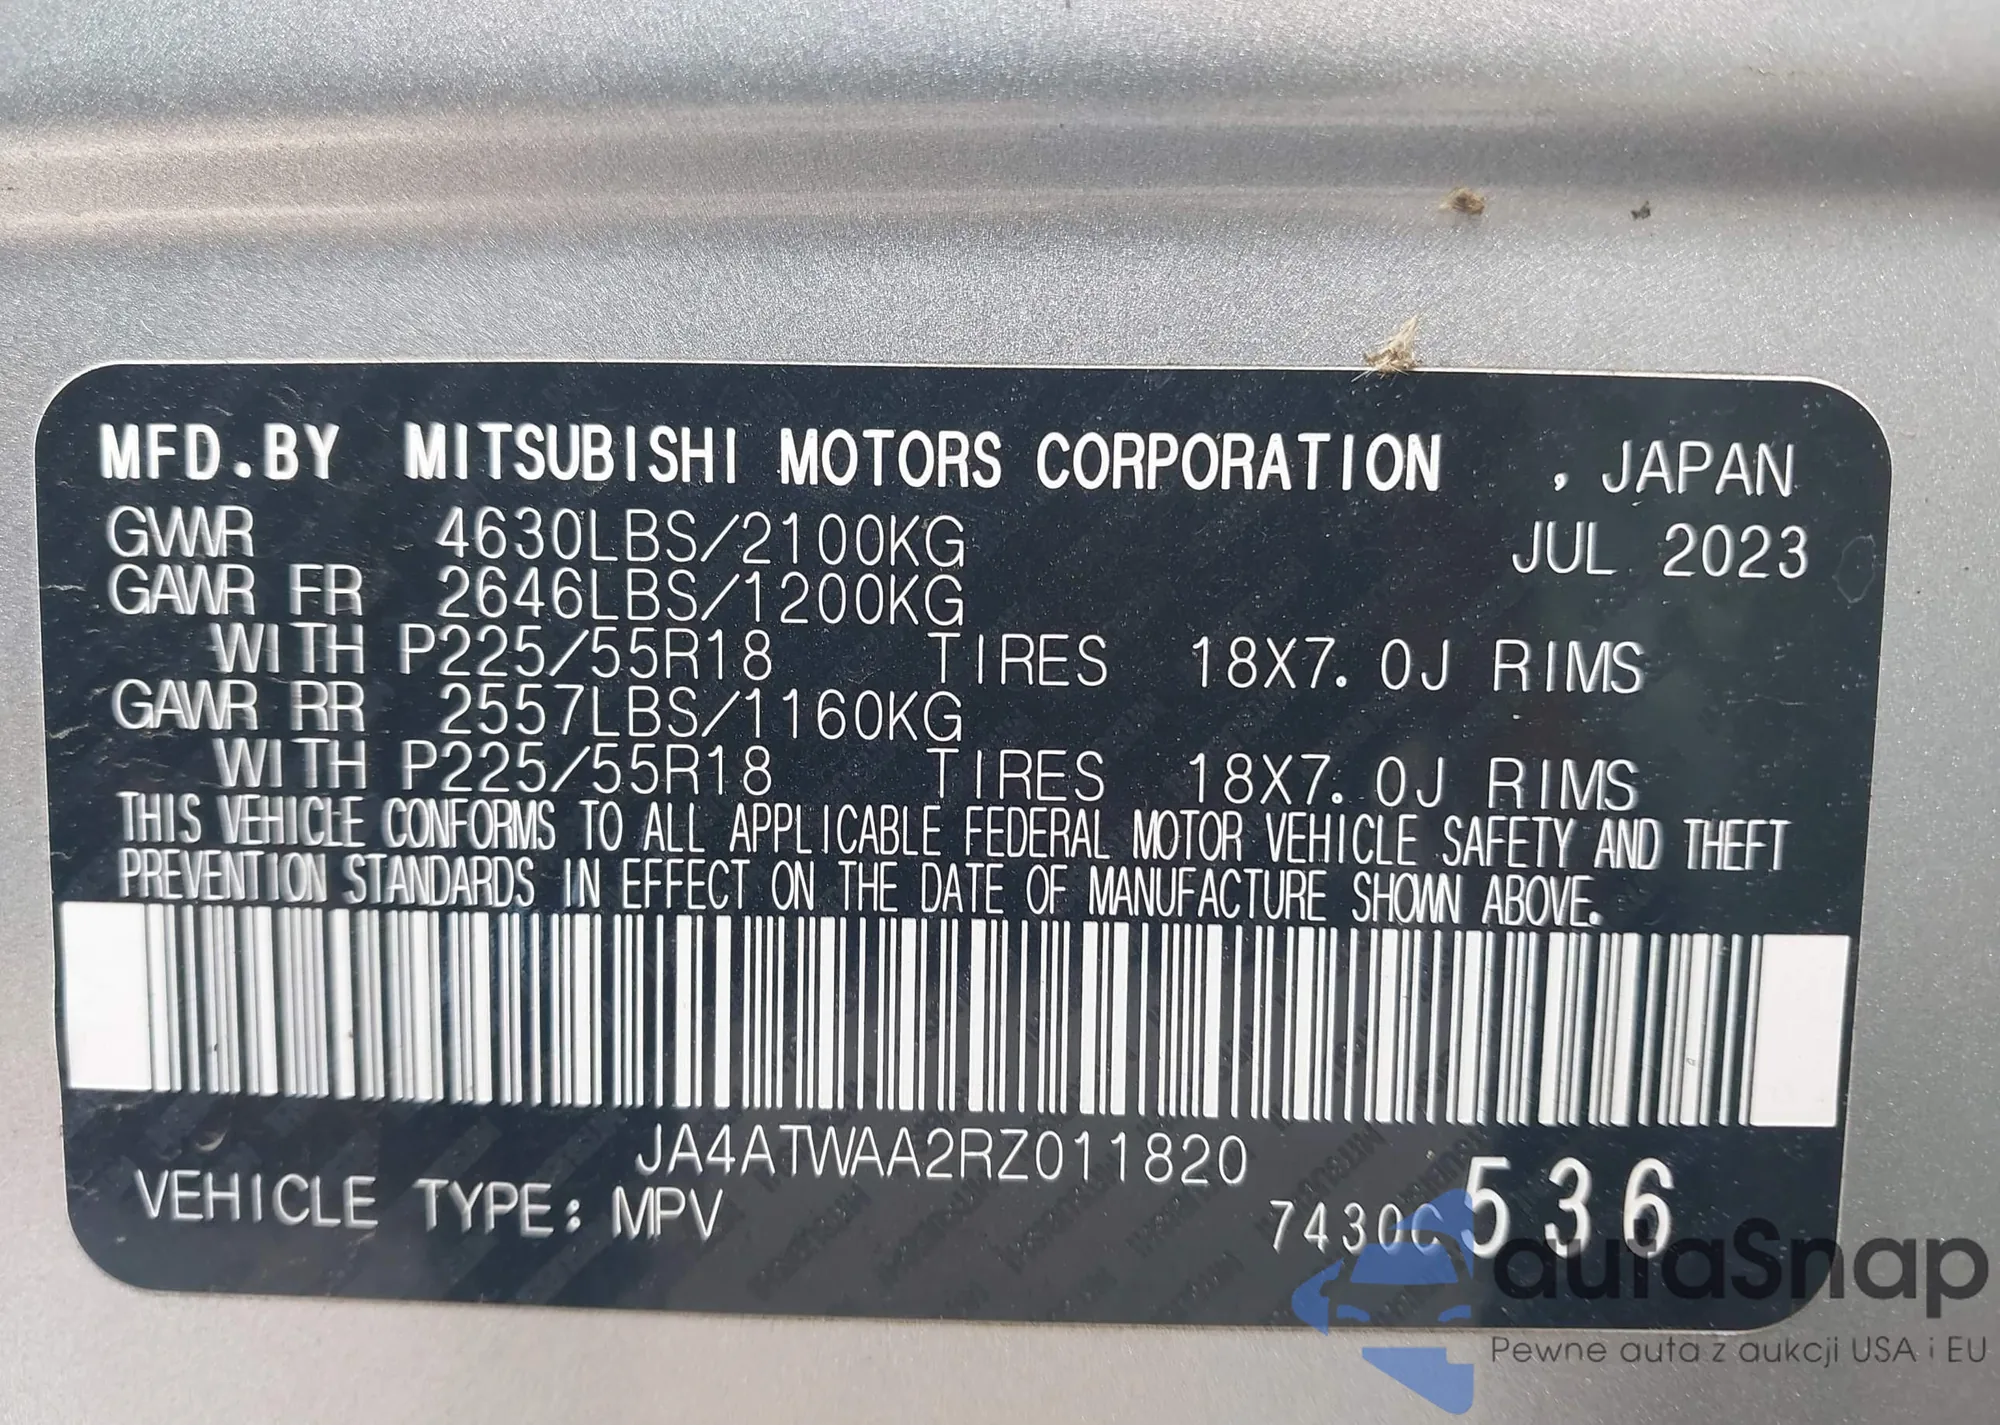 MFD.BY MITSUBISHI MOTORS CORPORATION , JAPAN
GVWR 4630LBS/2100KG JUL 2023
GAWR FR 2646LBS/1200KG
WITH P225/55R18 TIRES 18X7.0J RIMS
GAWR RR 2557LBS/1160KG
WITH P225/55R18 TIRES 18X7.0J RIMS
THIS VEHICLE CONFORMS TO ALL APPLICABLE FEDERAL MOTOR VEHICLE SAFETY AND THEFT
PREVENTION STANDARDS IN EFFECT ON THE DATE OF MANUFACTURE SHOWN ABOVE.
JA4ATWAA2RZ011820
VEHICLE TYPE: MPV 7430C 536
autaSnap
Pewne auta z aukcji USA i EU